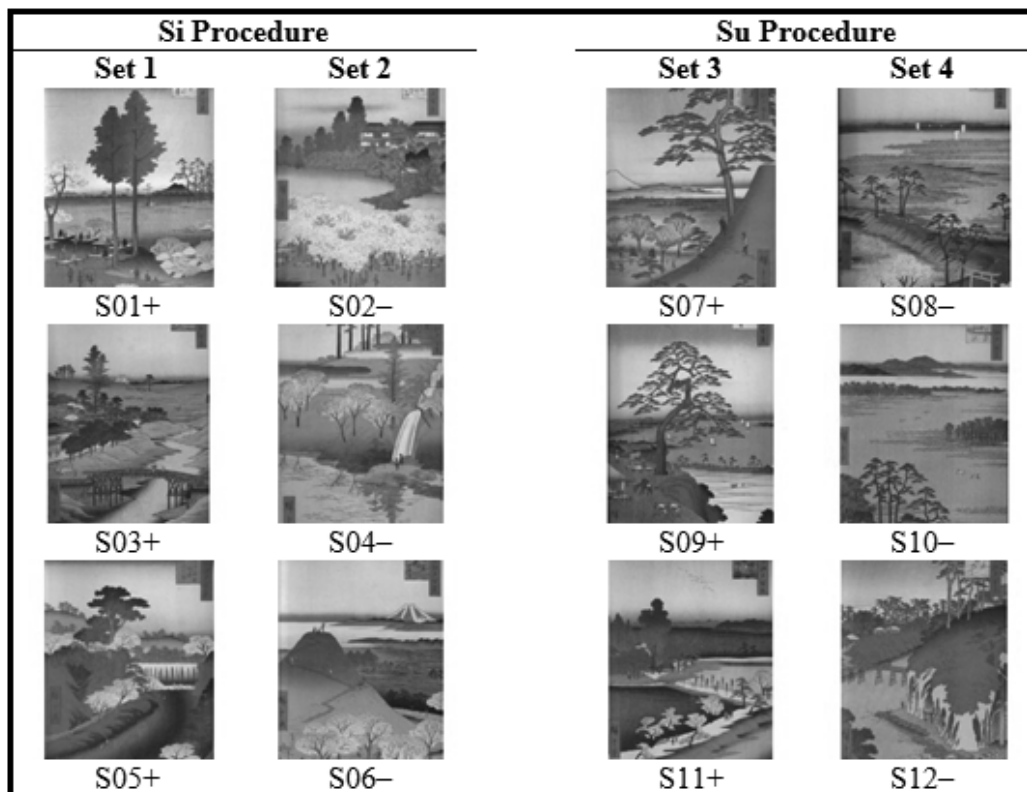 Si Procedure Su Procedure
Set 1 Set 2 Set 3 Set 4
S01+ S02– S07+ S08–
S03+ S04– S09+ S10–
S05+ S06– S11+ S12–